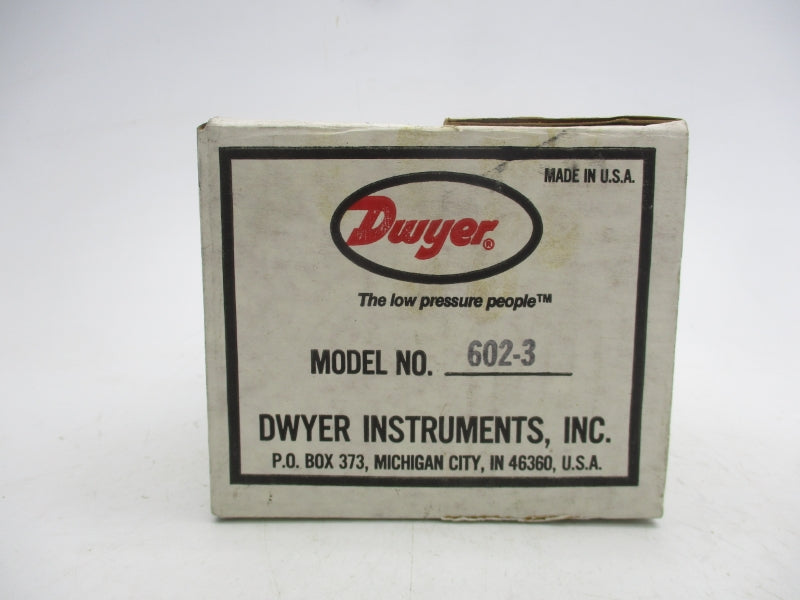 MADE IN U.S.A.
Dwyer®
The low pressure people™
MODEL NO. 602-3
DWYER INSTRUMENTS, INC.
P.O. BOX 373, MICHIGAN CITY, IN 46360, U.S.A.